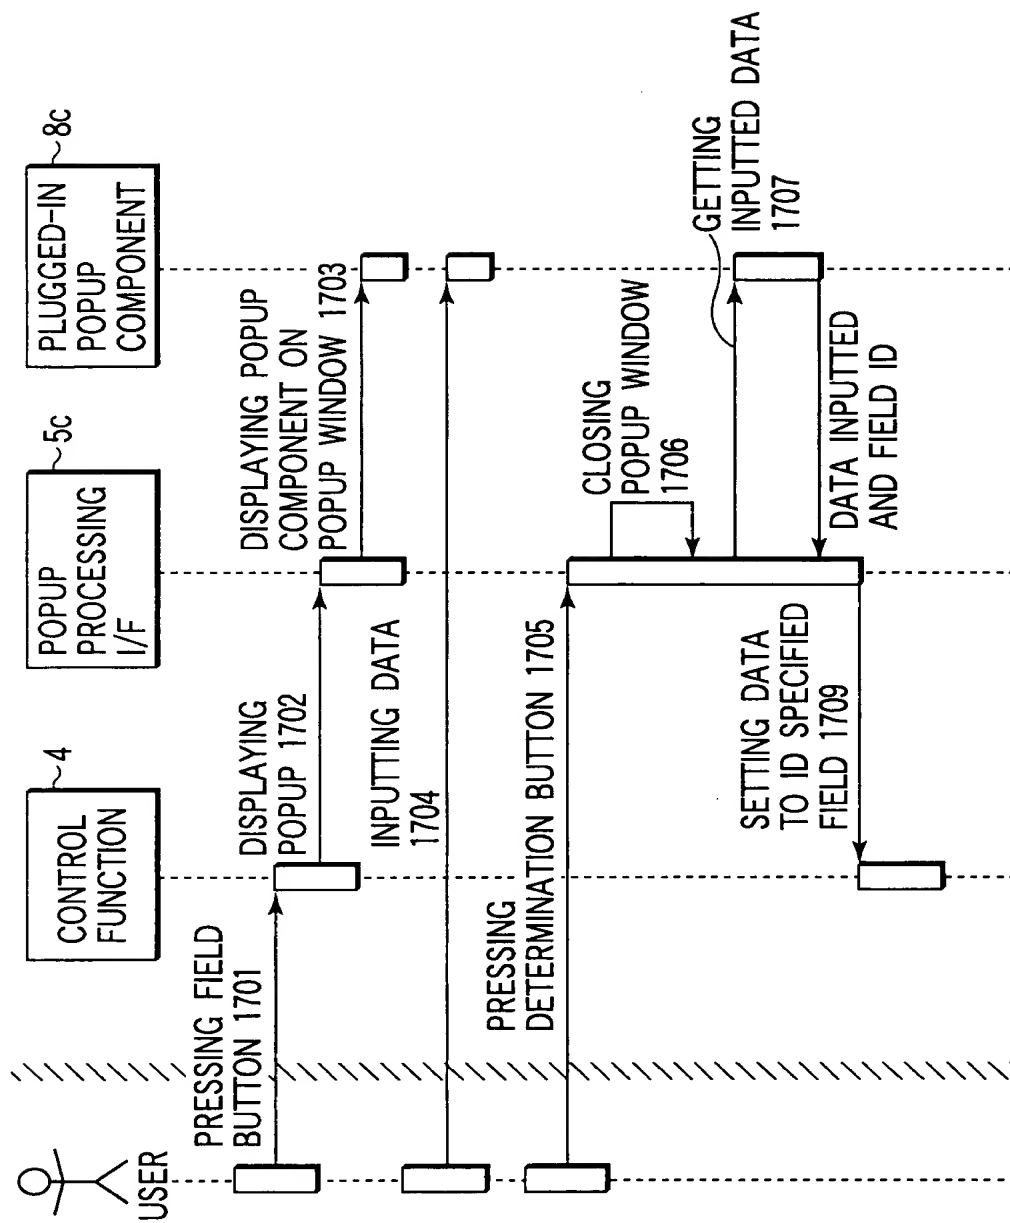 USER
CONTROL
FUNCTION
4
POPUP
PROCESSING
I/F
5c
PLUGGED-IN
POPUP
COMPONENT
8c
PRESSING FIELD
BUTTON 1701
DISPLAYING
POPUP 1702
DISPLAYING POPUP
COMPONENT ON
POPUP WINDOW 1703
INPUTTING DATA
1704
PRESSING
DETERMINATION BUTTON 1705
CLOSING
POPUP WINDOW
1706
GETTING
INPUTTED DATA
1707
DATA INPUTTED
AND FIELD ID
SETTING DATA
TO ID SPECIFIED
FIELD 1709